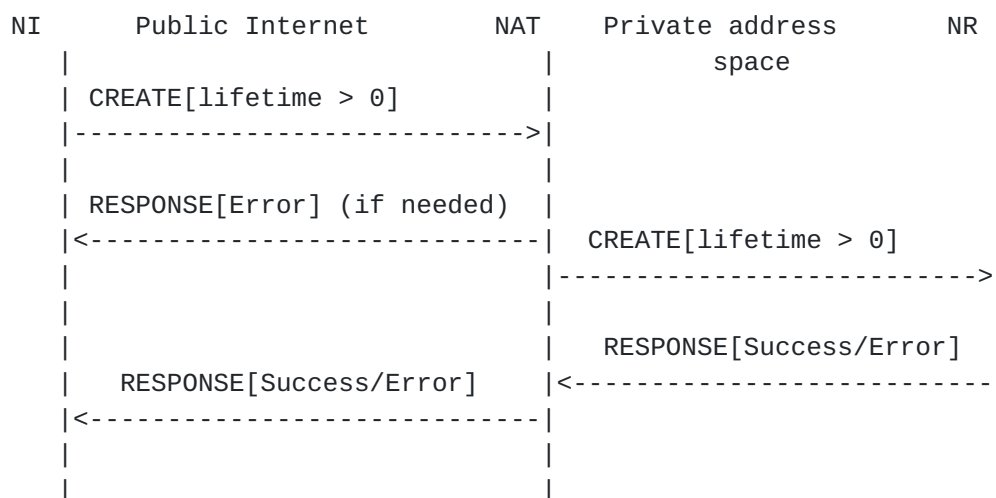 NI      Public Internet        NAT    Private address       NR
   |                              |          space
   | CREATE[lifetime > 0]         |
   |----------------------------->|
   |                              |
   | RESPONSE[Error] (if needed)  |
   |<-----------------------------|  CREATE[lifetime > 0]
   |                              |--------------------------->
   |                              |
   |                              |   RESPONSE[Success/Error]
   |   RESPONSE[Success/Error]    |<---------------------------
   |<-----------------------------|
   |                              |
   |                              |